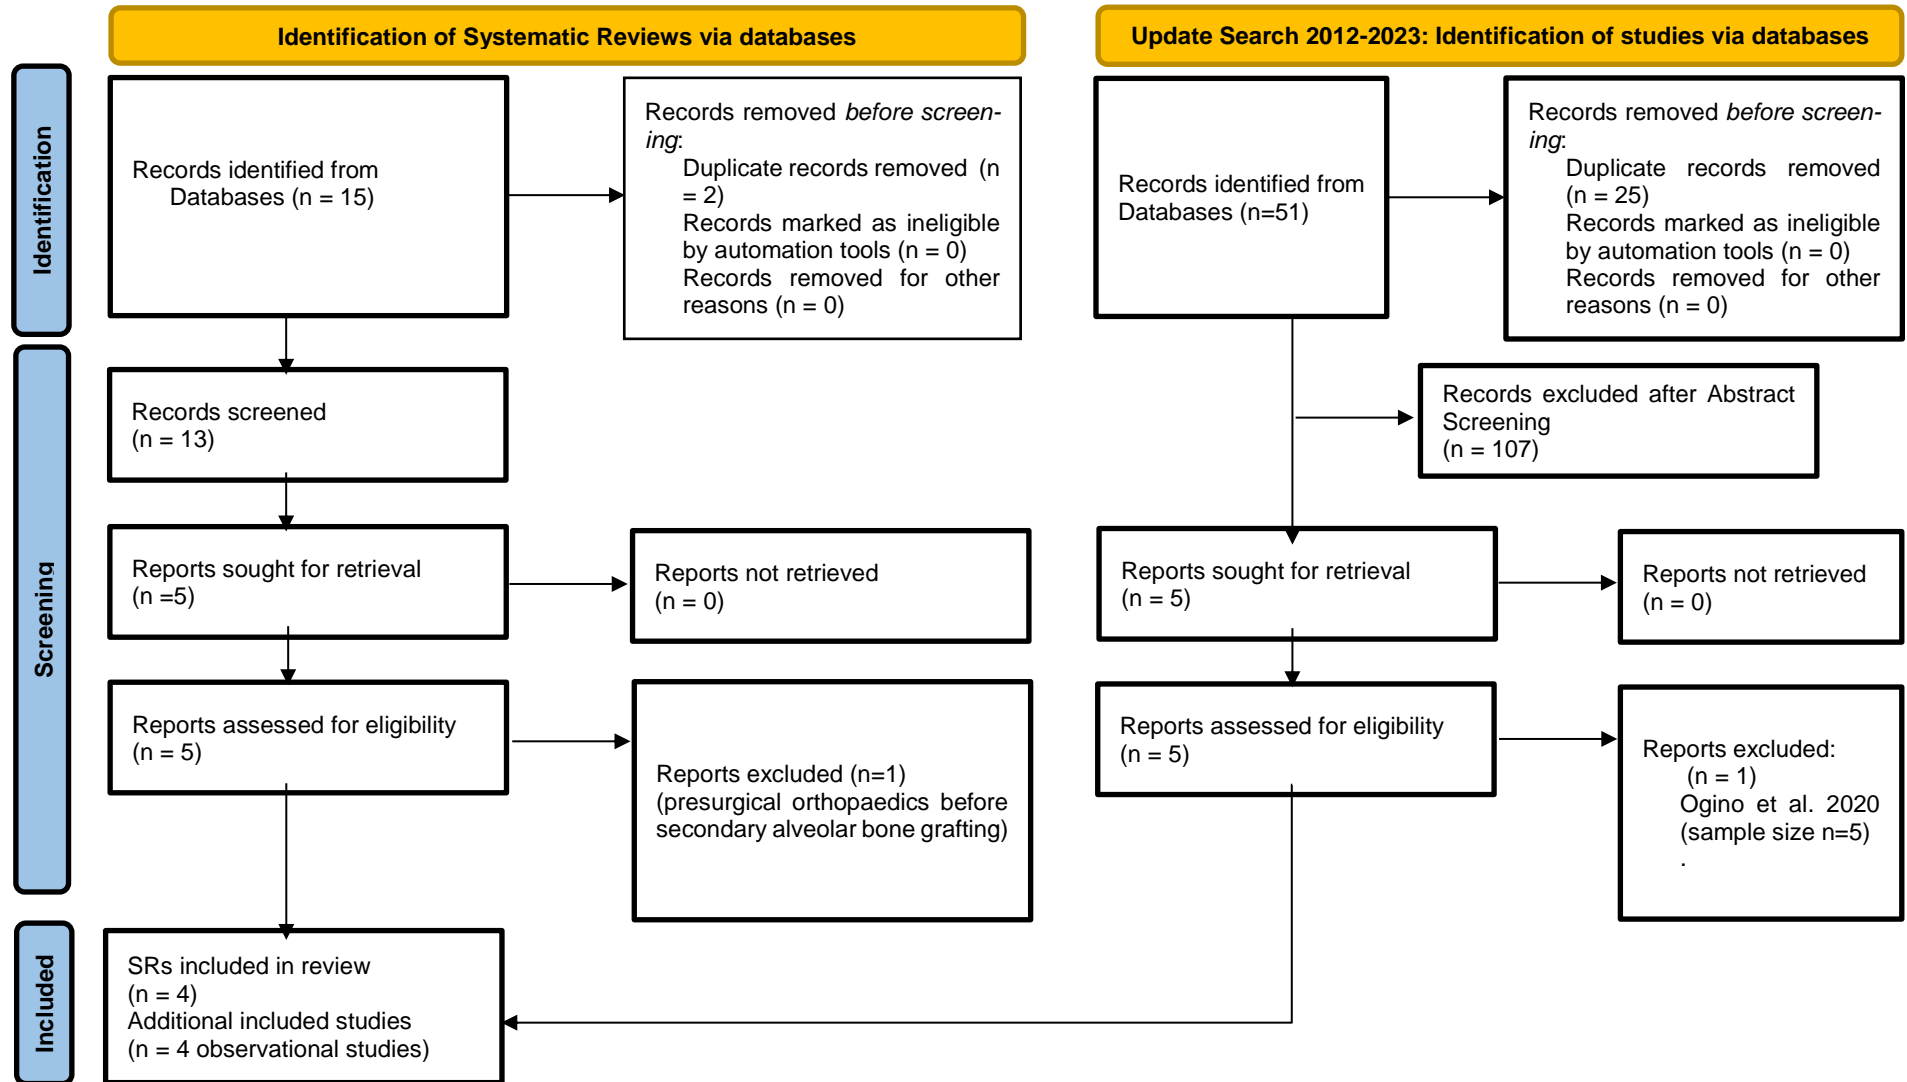 Identification of Systematic Reviews via databases
Update Search 2012-2023: Identification of studies via databases
Identification
Records identified from
Databases (n = 15)
Records removed before screen-
ing:
Duplicate records removed (n
= 2)
Records marked as ineligible
by automation tools (n = 0)
Records removed for other
reasons (n = 0)
Records identified from
Databases (n=51)
Records removed before screen-
ing:
Duplicate records removed
(n = 25)
Records marked as ineligible
by automation tools (n = 0)
Records removed for other
reasons (n = 0)
Screening
Records screened
(n = 13)
Records excluded after Abstract
Screening
(n = 107)
Reports sought for retrieval
(n =5)
Reports not retrieved
(n = 0)
Reports sought for retrieval
(n = 5)
Reports not retrieved
(n = 0)
Reports assessed for eligibility
(n = 5)
Reports excluded (n=1)
(presurgical orthopaedics before
secondary alveolar bone grafting)
Reports assessed for eligibility
(n = 5)
Reports excluded:
(n = 1)
Ogino et al. 2020
(sample size n=5)
.
Included
SRs included in review
(n = 4)
Additional included studies
(n = 4 observational studies)